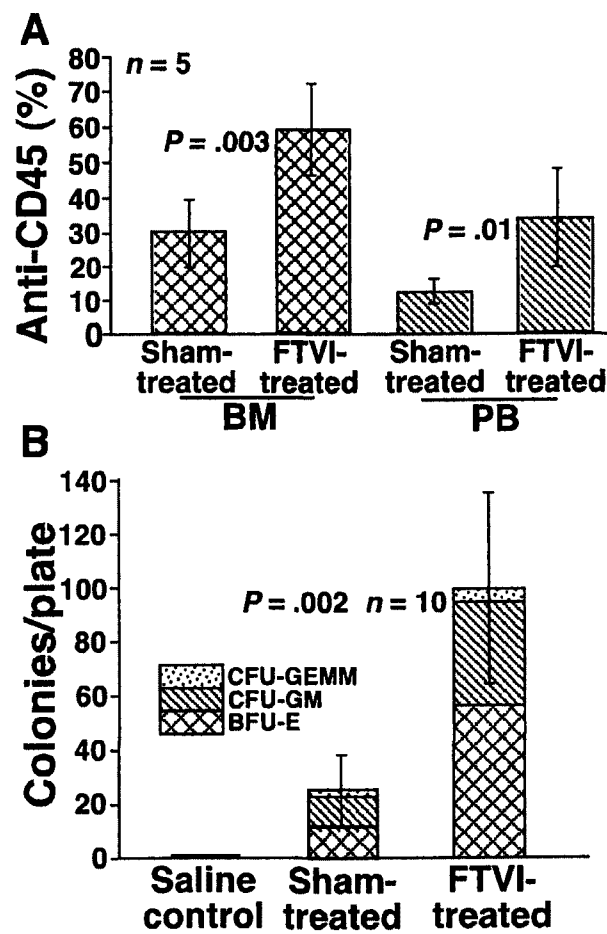 A
Anti-CD45 (%)
80
70
60
50
40
30
20
10
0
n = 5
P = .003
P = .01
Sham-
treated
FTVI-
treated
Sham-
treated
FTVI-
treated
BM
PB
B
Colonies/plate
140
120
100
80
60
40
20
0
P = .002 n = 10
CFU-GEMM
CFU-GM
BFU-E
Saline
control
Sham-
treated
FTVI-
treated